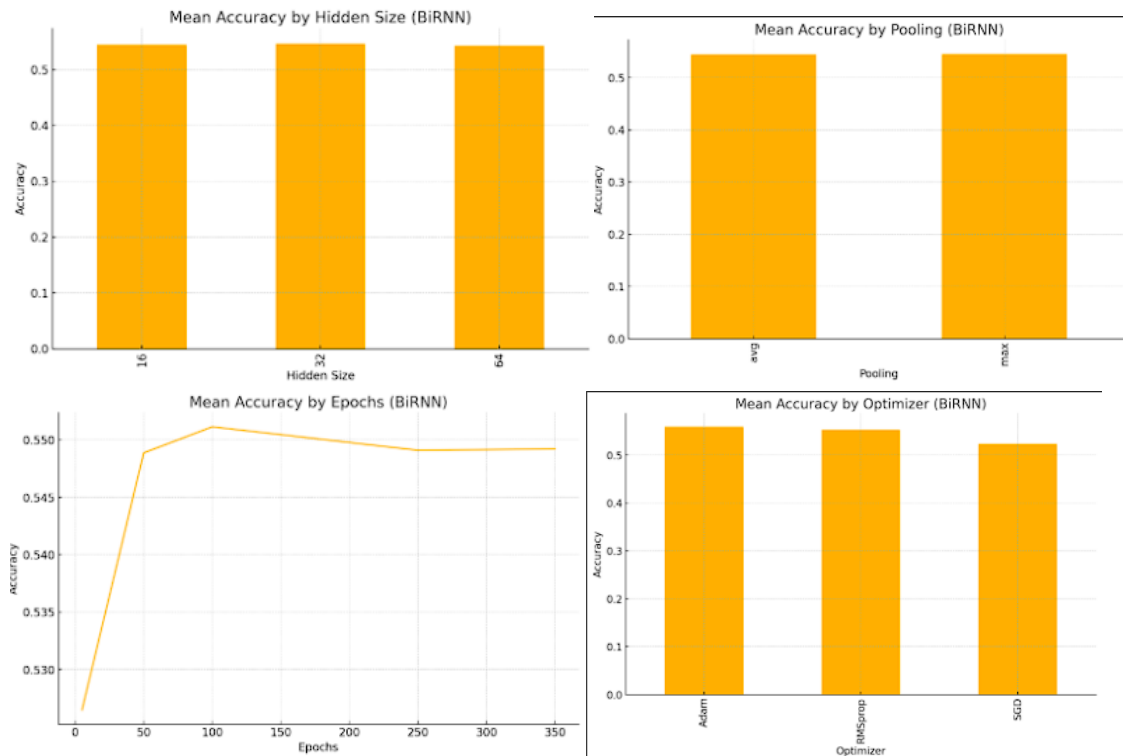 Mean Accuracy by Hidden Size (BiRNN)
Accuracy
0.5
0.4
0.3
0.2
0.1
0.0
16
32
64
Hidden Size
Mean Accuracy by Pooling (BiRNN)
Accuracy
0.5
0.4
0.3
0.2
0.1
0.0
avg
max
Pooling
Mean Accuracy by Epochs (BiRNN)
Accuracy
0.550
0.545
0.540
0.535
0.530
0 50 100 150 200 250 300 350
Epochs
Mean Accuracy by Optimizer (BiRNN)
Accuracy
0.5
0.4
0.3
0.2
0.1
0.0
Adam
RMSprop
SGD
Optimizer